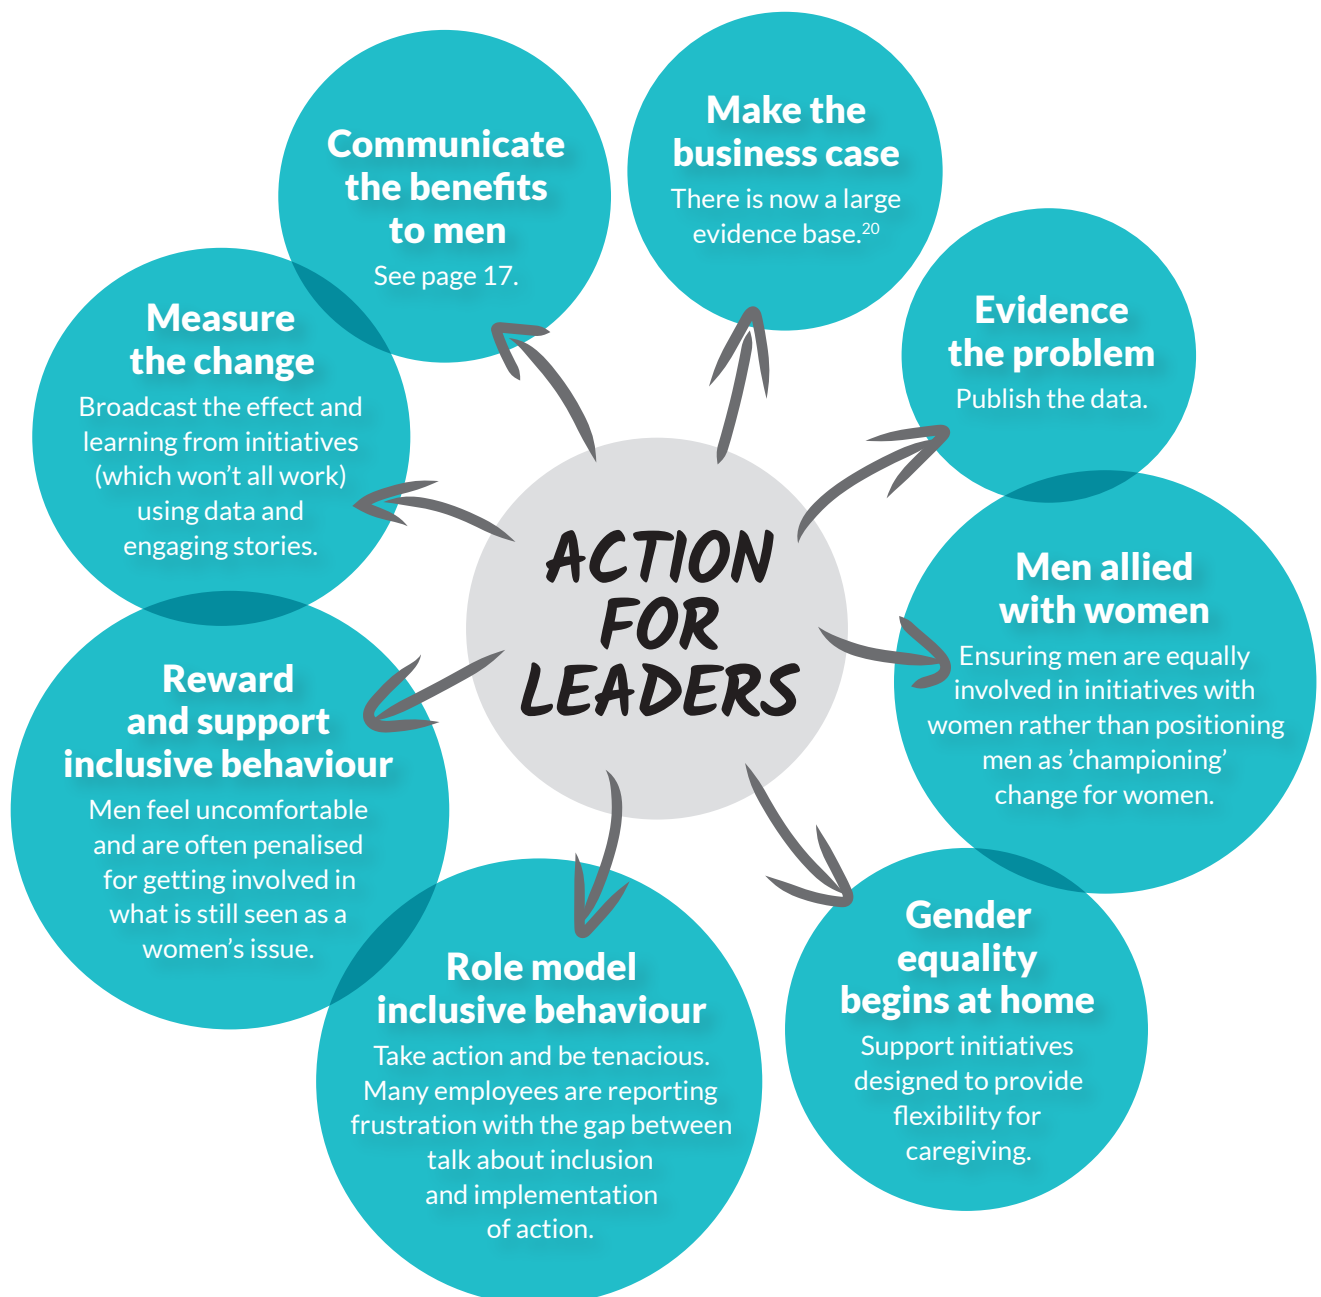 Communicate
the benefits
to men
See page 17.
Make the
business case
There is now a large
evidence base.20
Evidence
the problem
Publish the data.
Men allied
with women
Ensuring men are equally
involved in initiatives with
women rather than positioning
men as ’championing’
change for women.
Gender
equality
begins at home
Support initiatives
designed to provide
flexibility for
caregiving.
Role model
inclusive behaviour
Take action and be tenacious.
Many employees are reporting
frustration with the gap between
talk about inclusion
and implementation
of action.
Reward
and support
inclusive behaviour
Men feel uncomfortable
and are often penalised
for getting involved in
what is still seen as a
women’s issue.
Measure
the change
Broadcast the effect and
learning from initiatives
(which won’t all work)
using data and
engaging stories.
ACTION
FOR
LEADERS